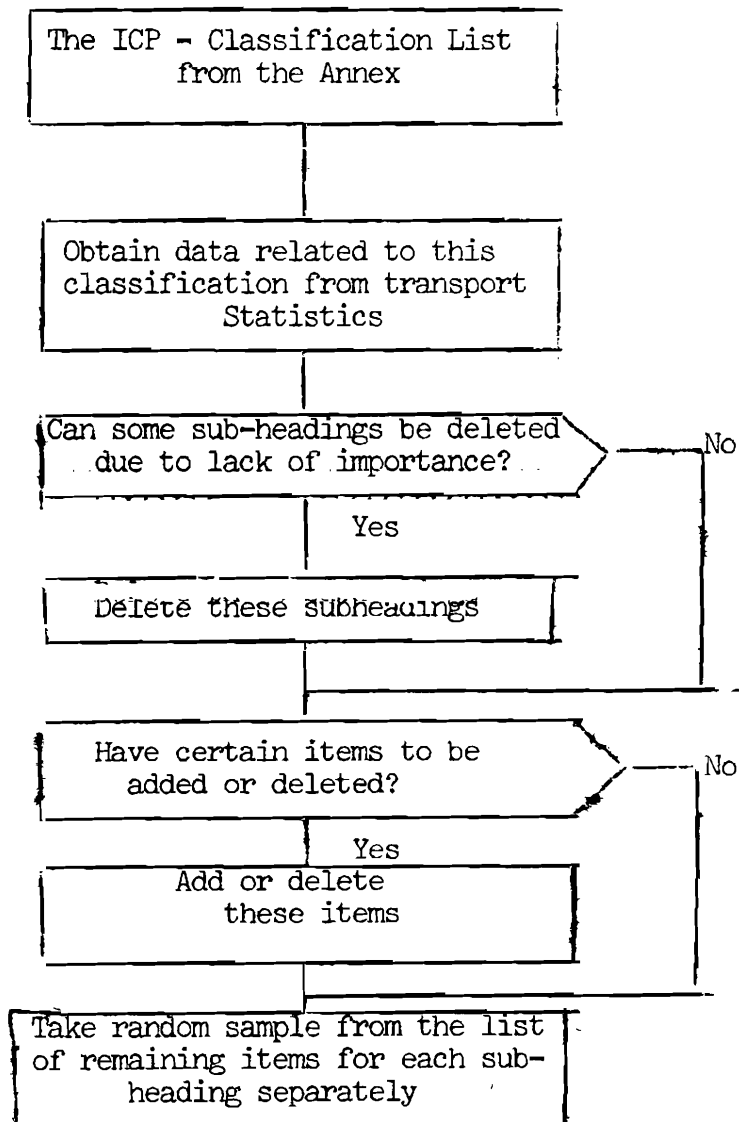 The ICP - Classification List
from the Annex
Obtain data related to this
classification from transport
Statistics
Can some sub-headings be deleted
due to lack of importance?
No
Yes
Delete these subheadings
Have certain items to be
added or deleted?
No
Yes
Add or delete
these items
Take random sample from the list
of remaining items for each sub-
heading separately